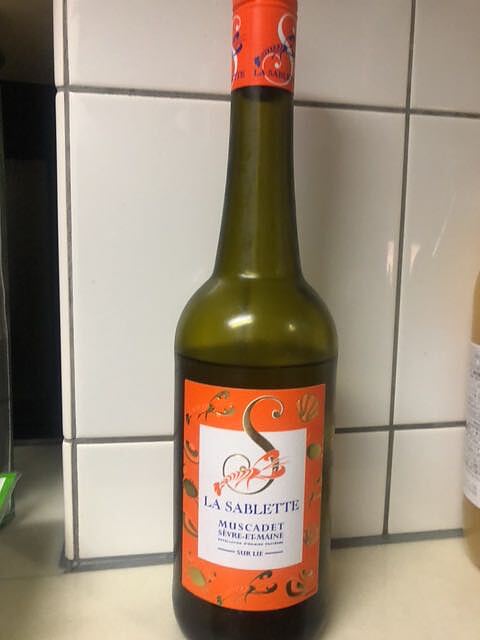 LA SABLETTE
MUSCADET
SÈVRE-ET-MAINE
SUR LIE